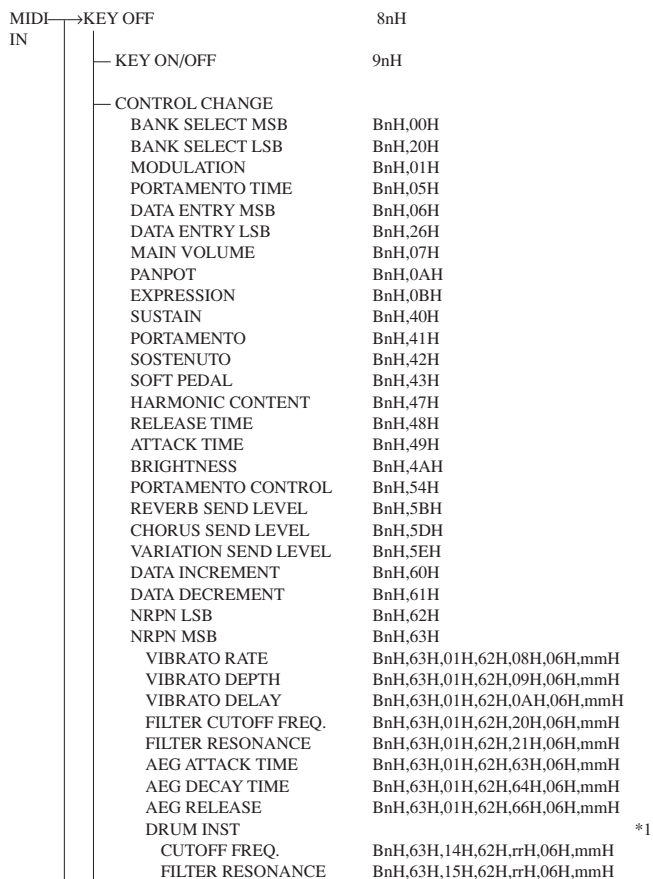 MIDI KEY OFF 8nH
IN
KEY ON/OFF 9nH
CONTROL CHANGE
BANK SELECT MSB BnH,00H
BANK SELECT LSB BnH,20H
MODULATION BnH,01H
PORTAMENTO TIME BnH,05H
DATA ENTRY MSB BnH,06H
DATA ENTRY LSB BnH,26H
MAIN VOLUME BnH,07H
PANPOT BnH,0AH
EXPRESSION BnH,0BH
SUSTAIN BnH,40H
PORTAMENTO BnH,41H
SOSTENUTO BnH,42H
SOFT PEDAL BnH,43H
HARMONIC CONTENT BnH,47H
RELEASE TIME BnH,48H
ATTACK TIME BnH,49H
BRIGHTNESS BnH,4AH
PORTAMENTO CONTROL BnH,54H
REVERB SEND LEVEL BnH,5BH
CHORUS SEND LEVEL BnH,5DH
VARIATION SEND LEVEL BnH,5EH
DATA INCREMENT BnH,60H
DATA DECREMENT BnH,61H
NRPN LSB BnH,62H
NRPN MSB BnH,63H
VIBRATO RATE BnH,63H,01H,62H,08H,06H,mmH
VIBRATO DEPTH BnH,63H,01H,62H,09H,06H,mmH
VIBRATO DELAY BnH,63H,01H,62H,0AH,06H,mmH
FILTER CUTOFF FREQ. BnH,63H,01H,62H,20H,06H,mmH
FILTER RESONANCE BnH,63H,01H,62H,21H,06H,mmH
AEG ATTACK TIME BnH,63H,01H,62H,63H,06H,mmH
AEG DECAY TIME BnH,63H,01H,62H,64H,06H,mmH
AEG RELEASE BnH,63H,01H,62H,66H,06H,mmH
DRUM INST *1
CUTOFF FREQ. BnH,63H,14H,62H,rrH,06H,mmH
FILTER RESONANCE BnH,63H,15H,62H,rrH,06H,mmH